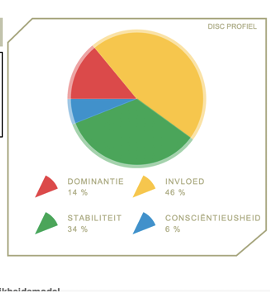 DISC PROFIEL
DOMINANTIE
14 %
INVLOED
46 %
STABILITEIT
34 %
CONSCIËNTIEUSHEID
6 %